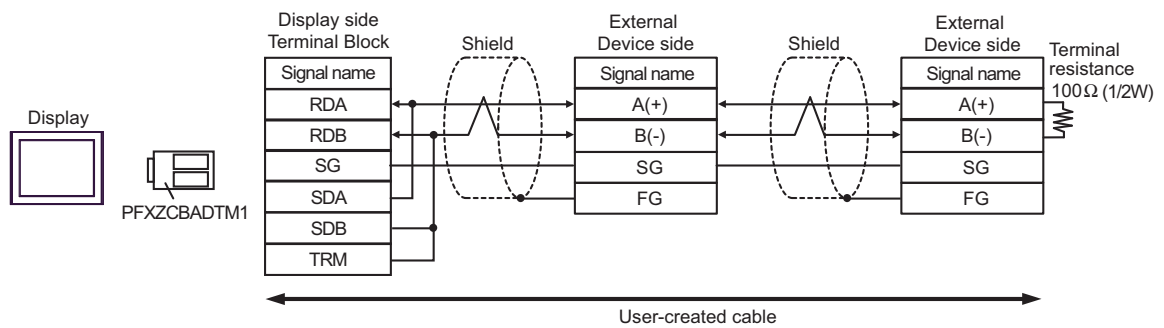 Display
PFXZCBADTM1
Display side
Terminal Block
Signal name
RDA
RDB
SG
SDA
SDB
TRM
Shield
External
Device side
Signal name
A(+)
B(-)
SG
FG
Shield
External
Device side
Signal name
A(+)
B(-)
SG
FG
Terminal
resistance
100Ω (1/2W)
User-created cable